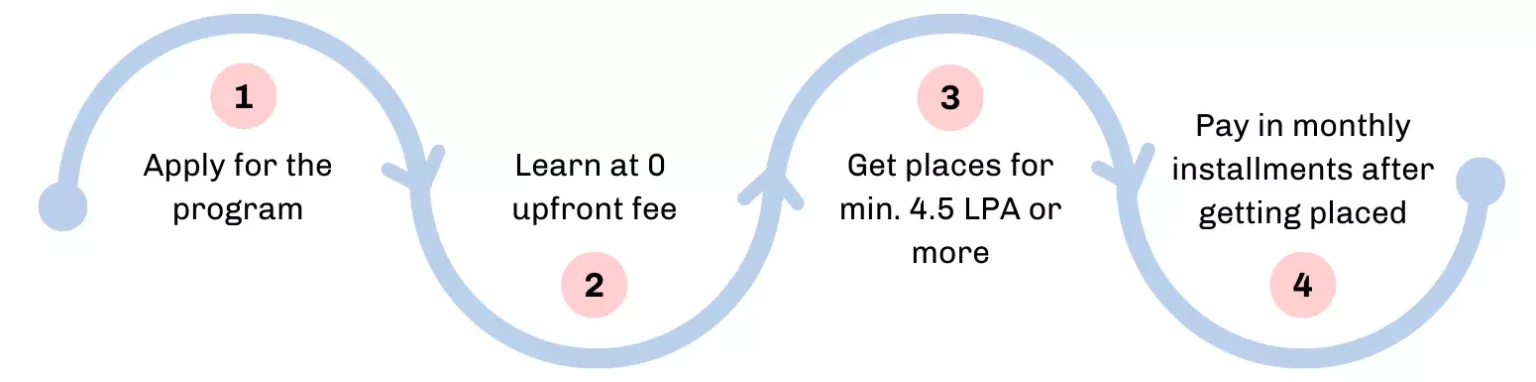 1
Apply for the
program
Learn at 0
upfront fee
2
3
Get places for
min. 4.5 LPA or
more
Pay in monthly
installments after
getting placed
4